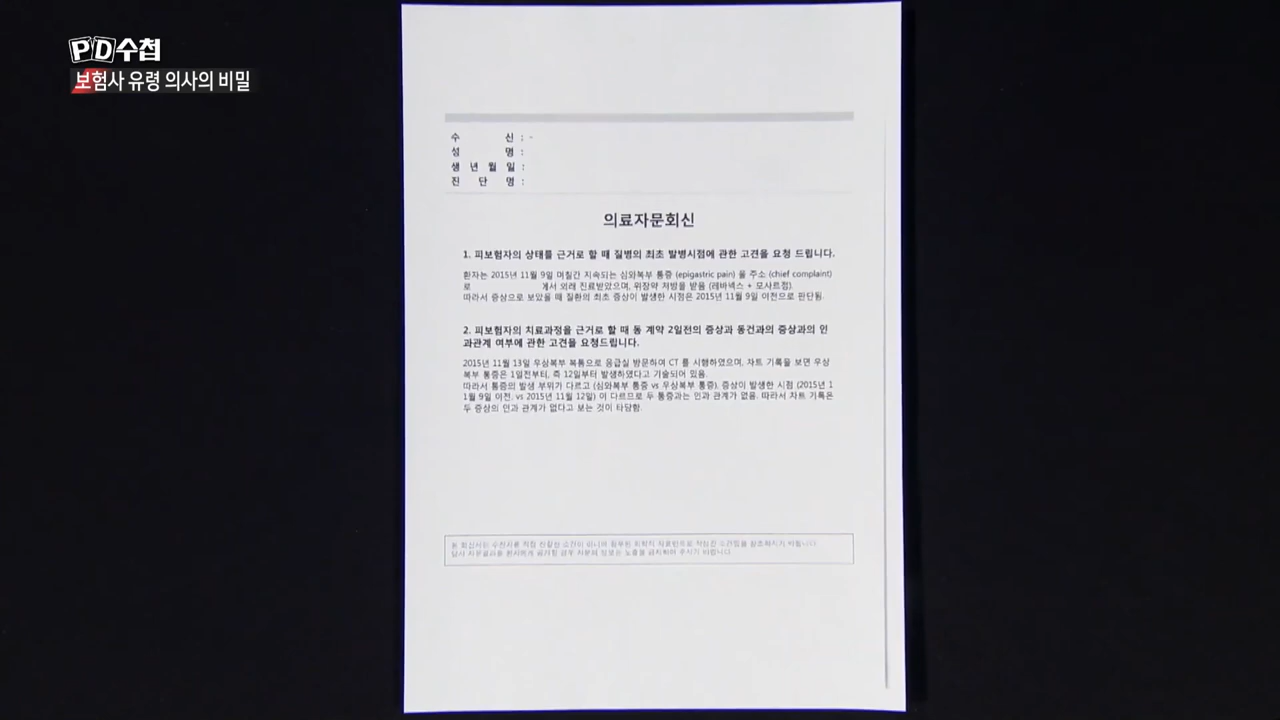 PD수첩
보험사 유령 의사의 비밀
수 신 : -
성 명 :
생 년 월 일 :
진 단 명 :
의료자문회신
1. 피보험자의 상태를 근거로 할 때 질병의 최초 발병시점에 관한 고견을 요청 드립니다.
환자는 2015년 11월 9일 며칠간 지속되는 심와복부 통증 (epigastric pain) 을 주소 (chief complaint)
로 에서 외래 진료받았으며, 위장약 처방을 받음 (레바넥스 + 모사르정).
따라서 증상으로 보았을 때 질환의 최초 증상이 발생한 시점은 2015년 11월 9일 이전으로 판단됨.
2. 피보험자의 치료과정을 근거로 할 때 동 계약 2일전의 증상과 동건과의 증상과의 인
과관계 여부에 관한 고견을 요청드립니다.
2015년 11월 13일 우상복부 복통으로 응급실 방문하여 CT 를 시행하였으며, 차트 기록을 보면 우상
복부 통증은 1일전부터, 즉 12일부터 발생하였다고 기술되어 있음.
따라서 통증의 발생 부위가 다르고 (심와복부 통증 vs 우상복부 통증), 증상이 발생한 시점 (2015년 1
1월 9일 이전, vs 2015년 11월 12일) 이 다르므로 두 통증과는 인과 관계가 없음. 따라서 차트 기록은
두 증상의 인과 관계가 없다고 보는 것이 타당함.